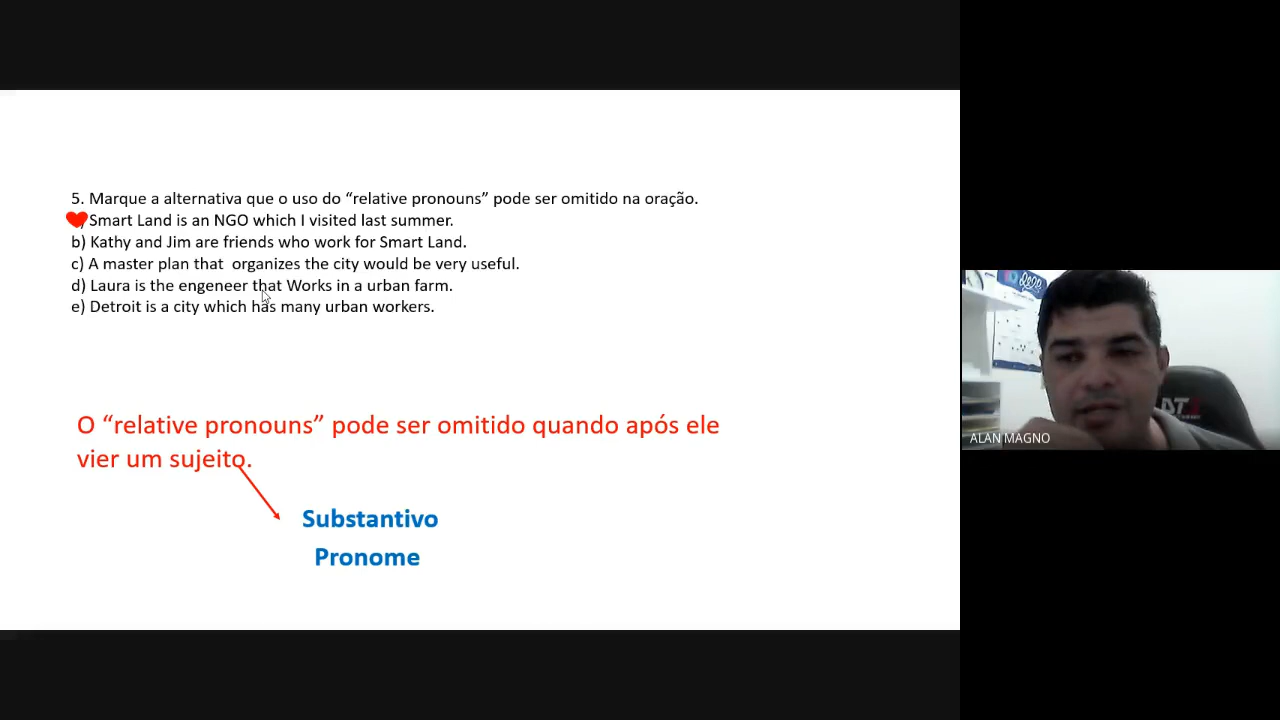 5. Marque a alternativa que o uso do “relative pronouns” pode ser omitido na oração.
) Smart Land is an NGO which I visited last summer.
b) Kathy and Jim are friends who work for Smart Land.
c) A master plan that  organizes the city would be very useful.
d) Laura is the engeneer that Works in a urban farm.
e) Detroit is a city which has many urban workers.
O “relative pronouns” pode ser omitido quando após ele
vier um sujeito.
Substantivo
Pronome
ALAN MAGNO